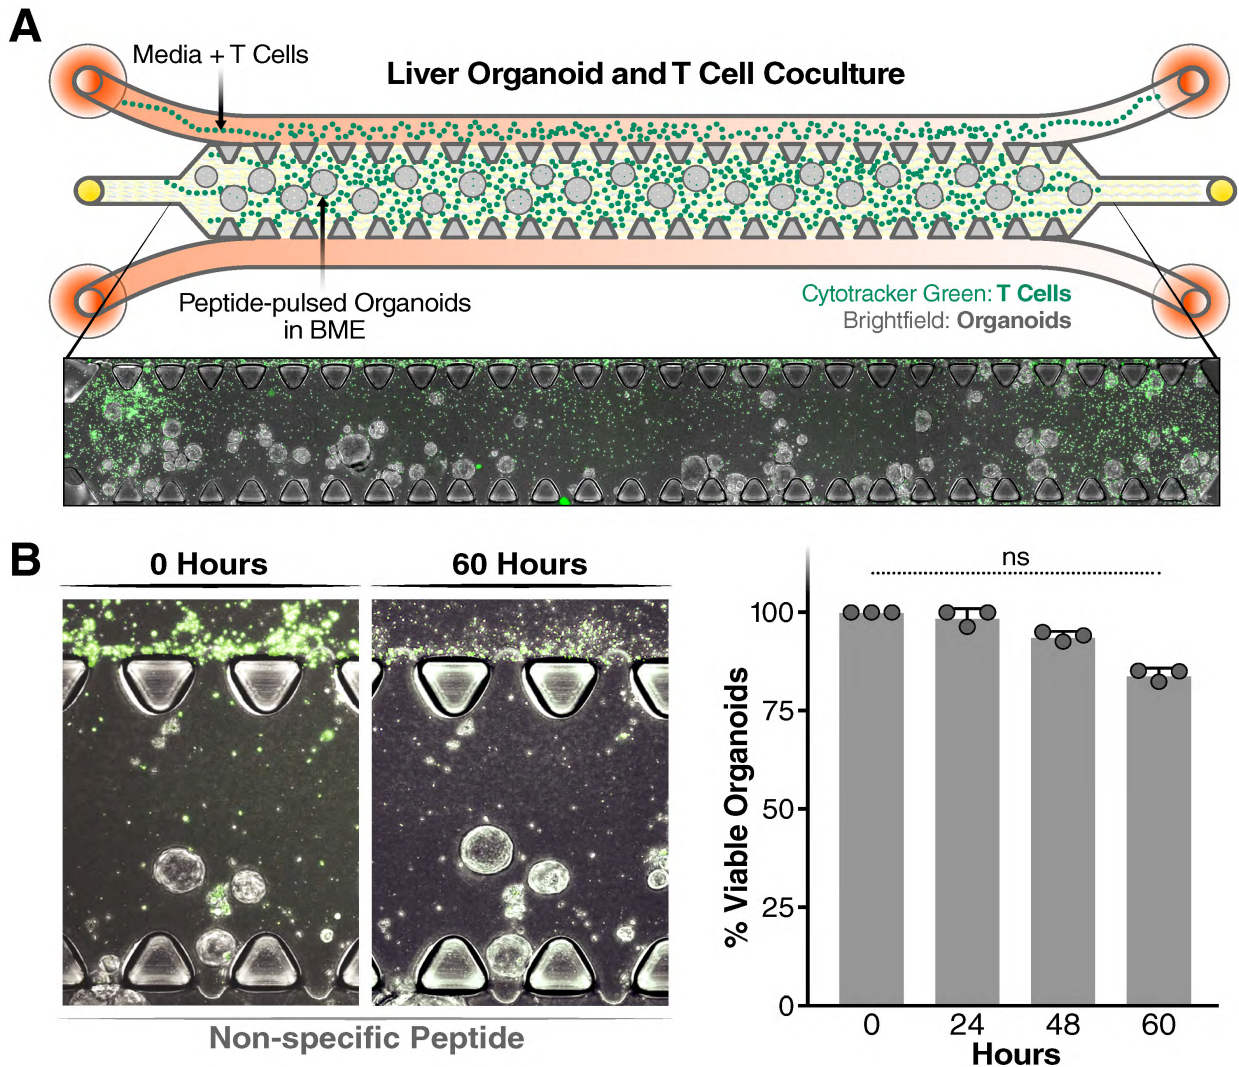 A
Media + T Cells
Liver Organoid and T Cell Coculture
Peptide-pulsed Organoids
in BME
Cytotracker Green: T Cells
Brightfield: Organoids
B
0 Hours
60 Hours
Non-specific Peptide
ns
% Viable Organoids
100
75
50
25
0
0 24 48 60
Hours